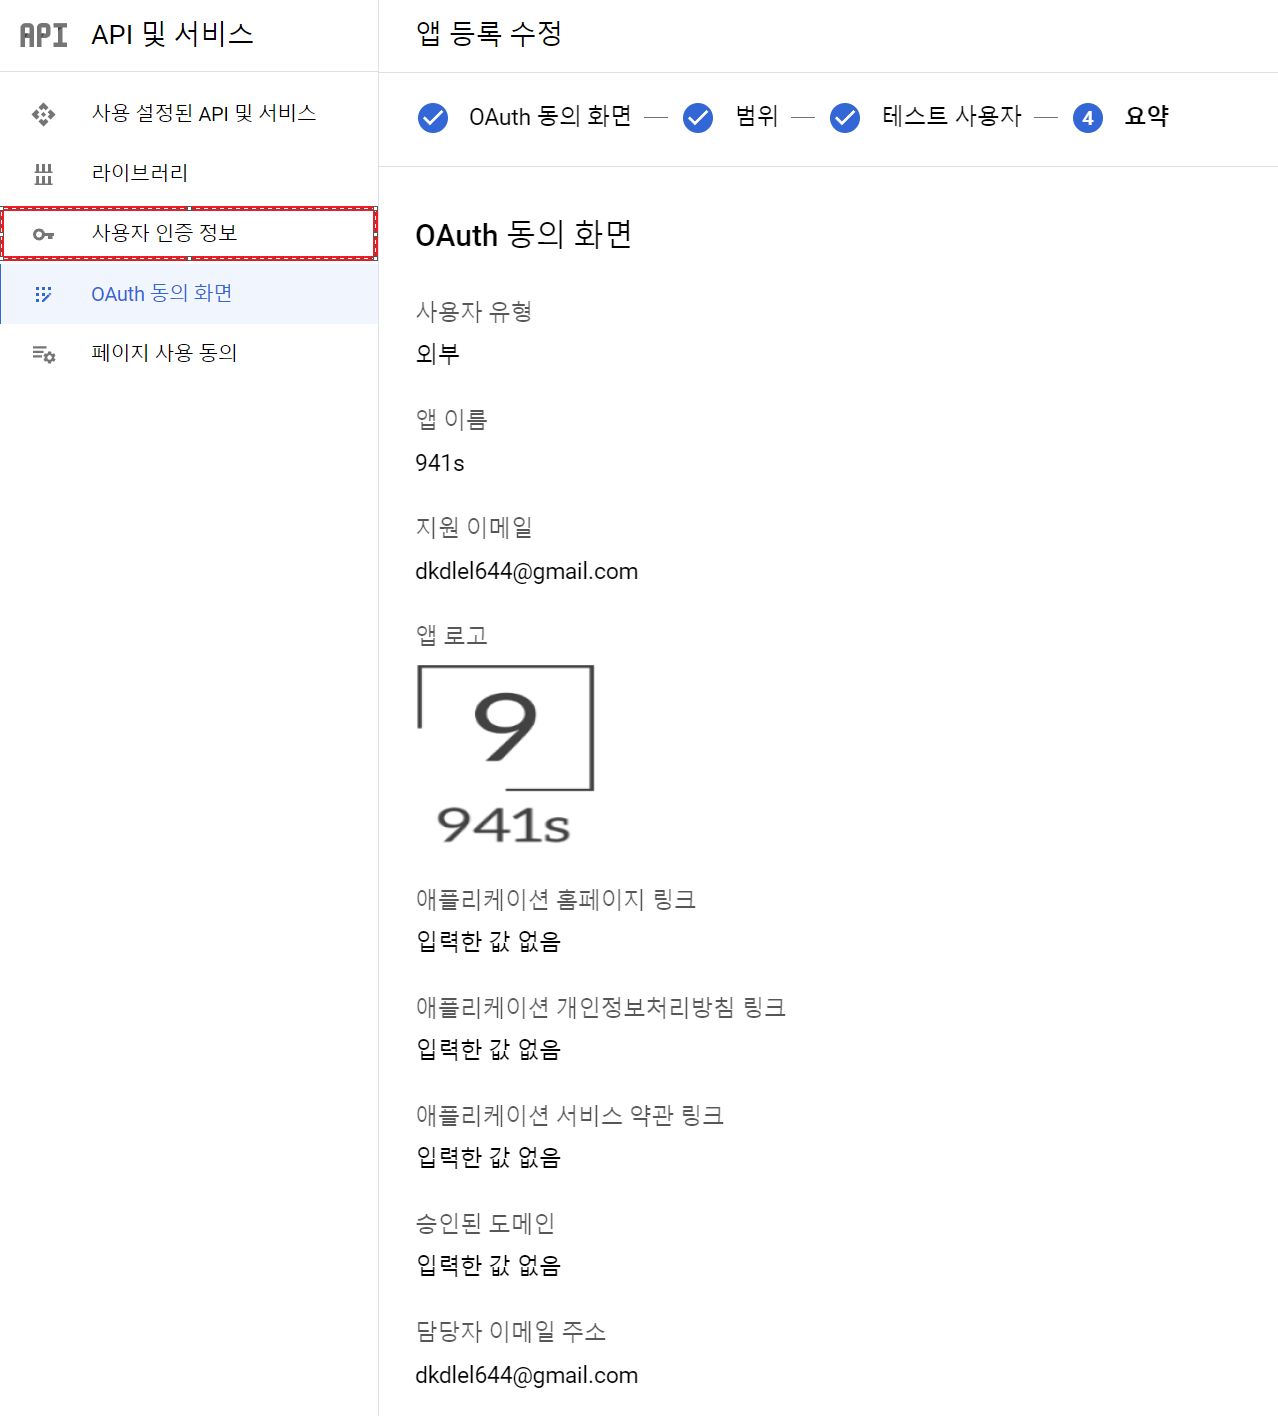 API API 및 서비스
사용 설정된 API 및 서비스
라이브러리
사용자 인증 정보
OAuth 동의 화면
페이지 사용 동의
앱 등록 수정
OAuth 동의 화면 범위 테스트 사용자 4 요약
OAuth 동의 화면
사용자 유형
외부
앱 이름
941s
지원 이메일
dkdlel644@gmail.com
앱 로고
9
941s
애플리케이션 홈페이지 링크
입력한 값 없음
애플리케이션 개인정보처리방침 링크
입력한 값 없음
애플리케이션 서비스 약관 링크
입력한 값 없음
승인된 도메인
입력한 값 없음
담당자 이메일 주소
dkdlel644@gmail.com